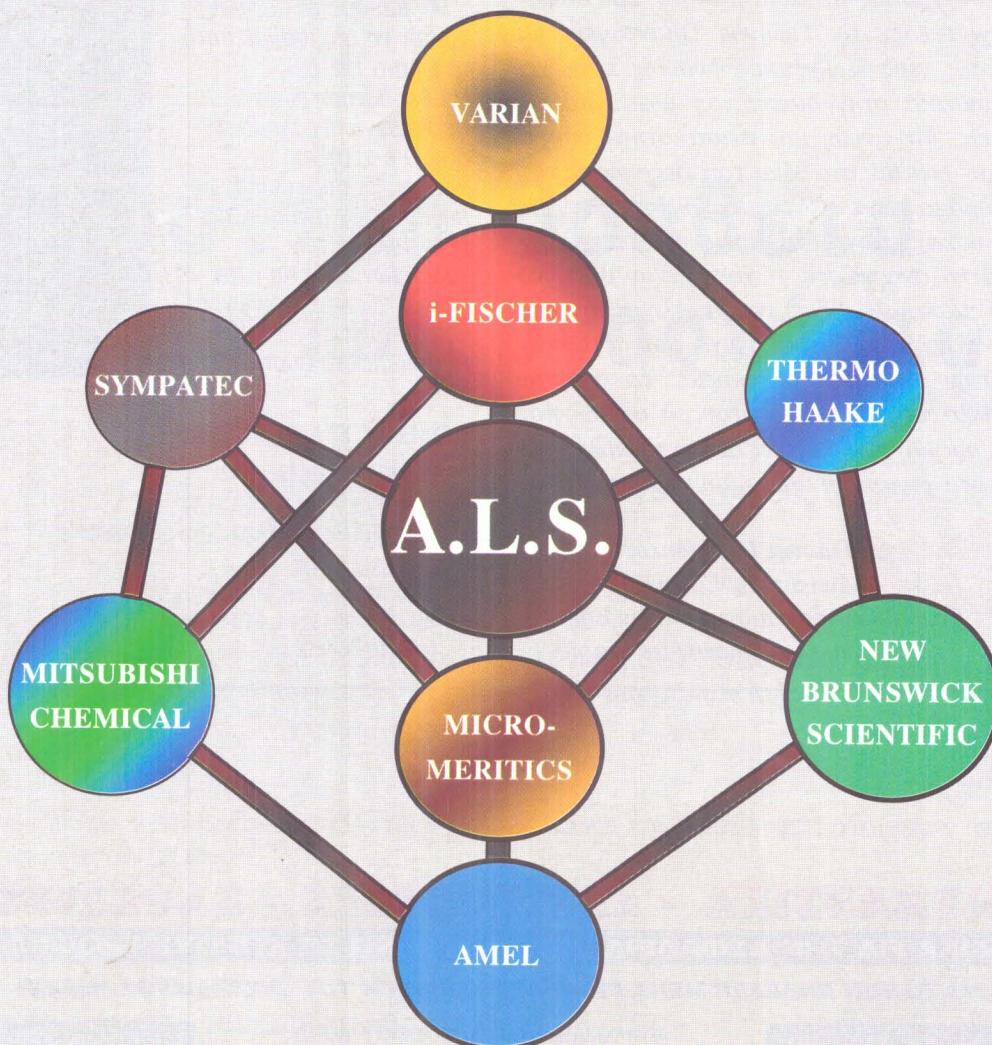 VARIAN
i-FISCHER
SYMPATEC
THERMO
HAAKE
A.L.S.
MITSUBISHI
CHEMICAL
MICRO-
MERITICS
NEW
BRUNSWICK
SCIENTIFIC
AMEL